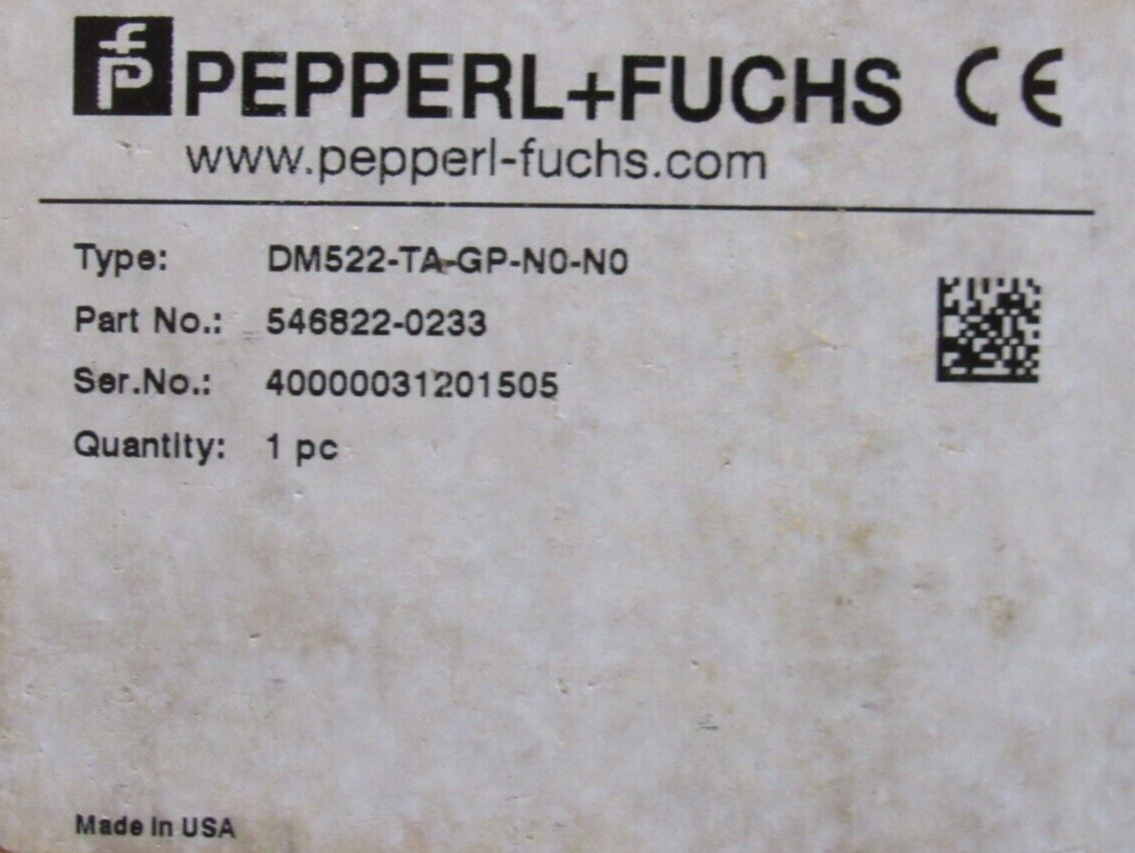 PEPPERL+FUCHS CE
www.pepperl-fuchs.com
Type: DM522-TA-GP-N0-N0
Part No.: 546822-0233
Ser.No.: 40000031201505
Quantity: 1 pc
Made in USA